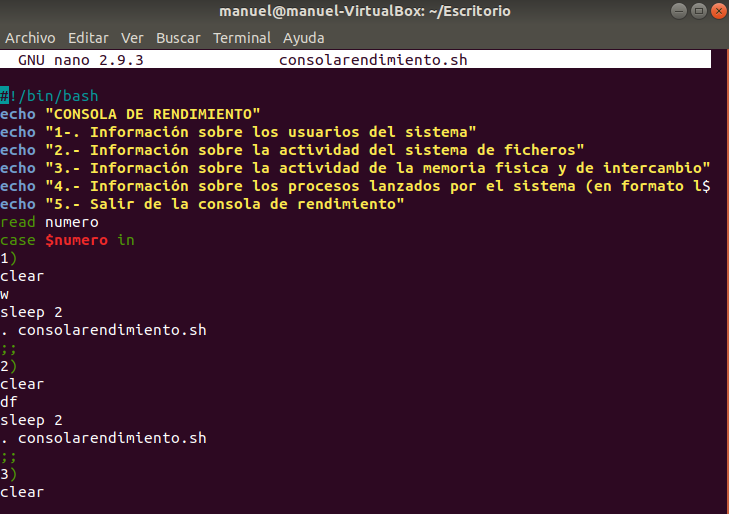 manuel@manuel-VirtualBox: ~/Escritorio
Archivo Editar Ver Buscar Terminal Ayuda
GNU nano 2.9.3 consolarendimiento.sh
#!/bin/bash
echo "CONSOLA DE RENDIMIENTO"
echo "1-. Información sobre los usuarios del sistema"
echo "2.- Información sobre la actividad del sistema de ficheros"
echo "3.- Información sobre la actividad de la memoria fisica y de intercambio"
echo "4.- Información sobre los procesos lanzados por el sistema (en formato l$
echo "5.- Salir de la consola de rendimiento"
read numero
case $numero in
1)
clear
w
sleep 2
. consolarendimiento.sh
;;
2)
clear
df
sleep 2
. consolarendimiento.sh
;;
3)
clear